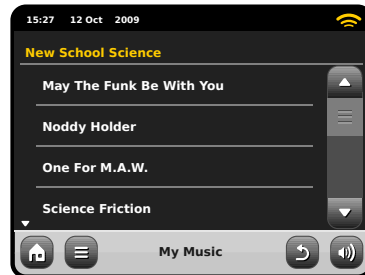 15:27 12 Oct 2009
New School Science
May The Funk Be With You
Noddy Holder
One For M.A.W.
Science Friction
My Music